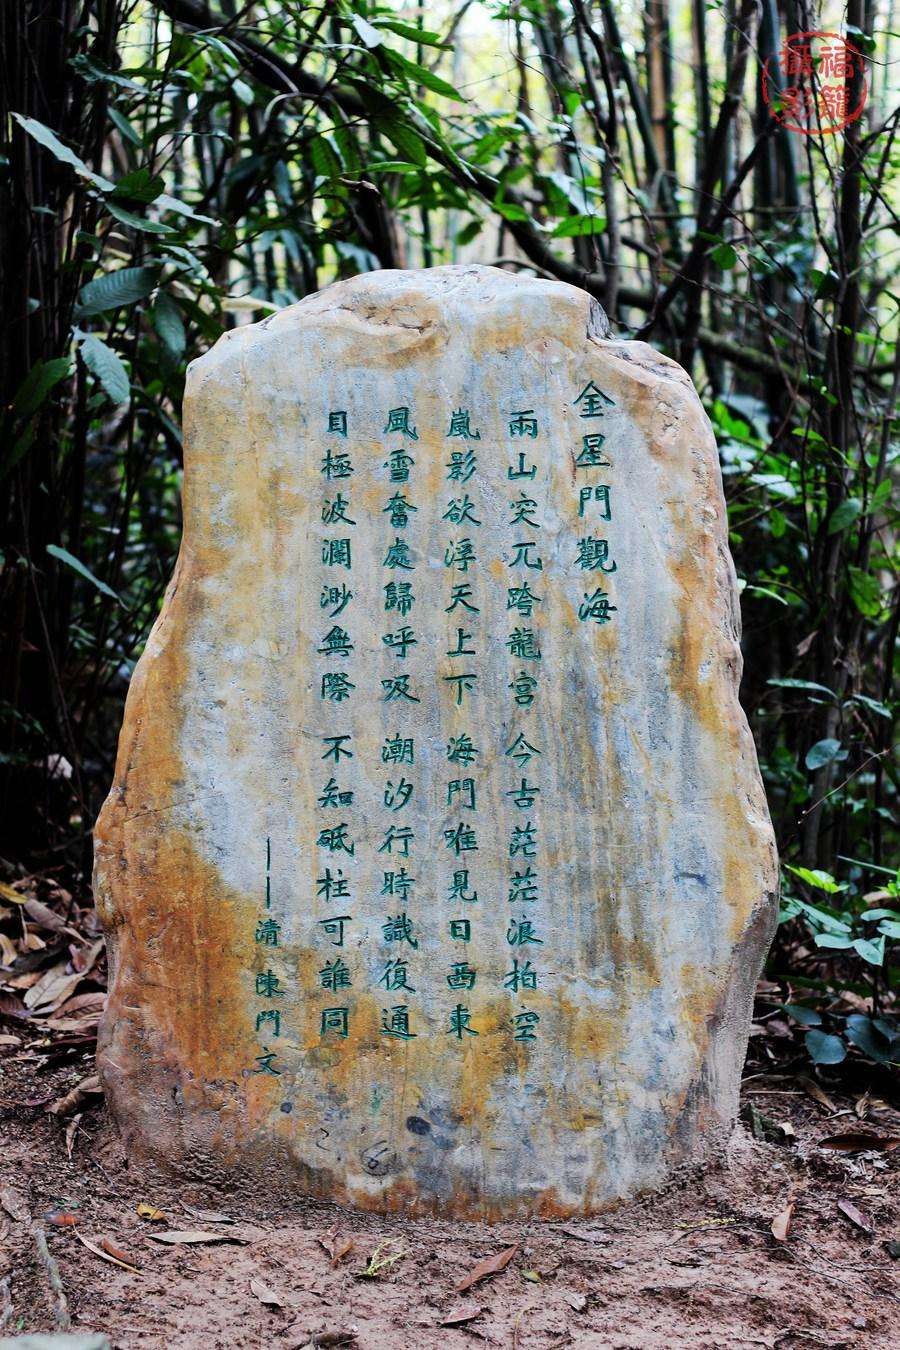 金星門觀海
兩山突兀跨龍宮 今古茫茫浪拍空
嵐影欲浮天上下 海門唯見日西東
風雪奮處歸呼吸 潮汐行時識復通
目極波瀾渺無際 不知砥柱可誰同
——清 陳門文
福籠攝影